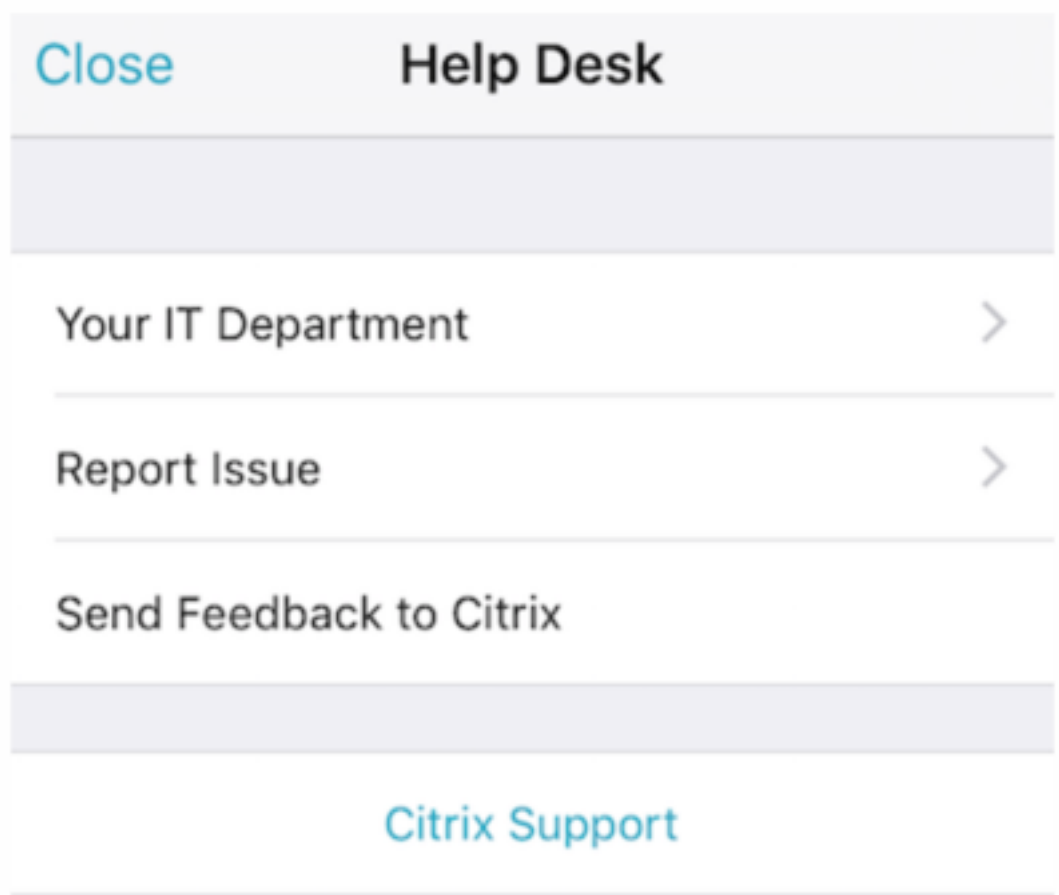 Close
Help Desk
Your IT Department
Report Issue
Send Feedback to Citrix
Citrix Support